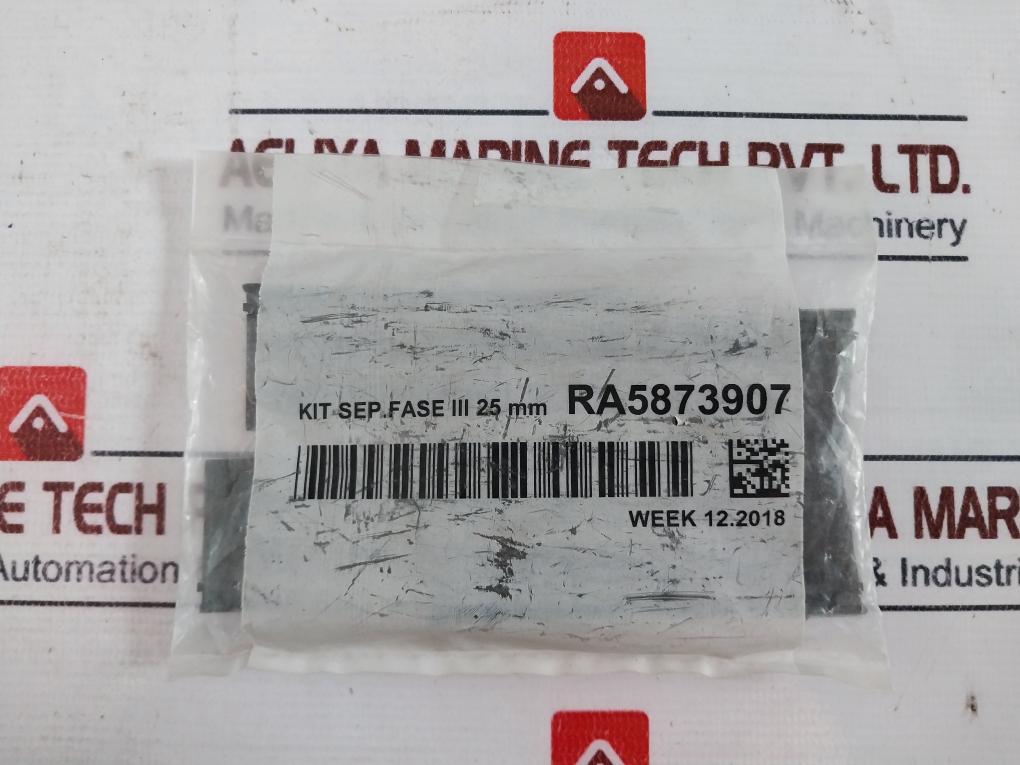 AGLIYA MARINE TECH PVT. LTD.
Machinery
KIT SEP.FASE III 25 mm RA5873907
WEEK 12.2018
E TECH
A MAR
Automation
& Industri